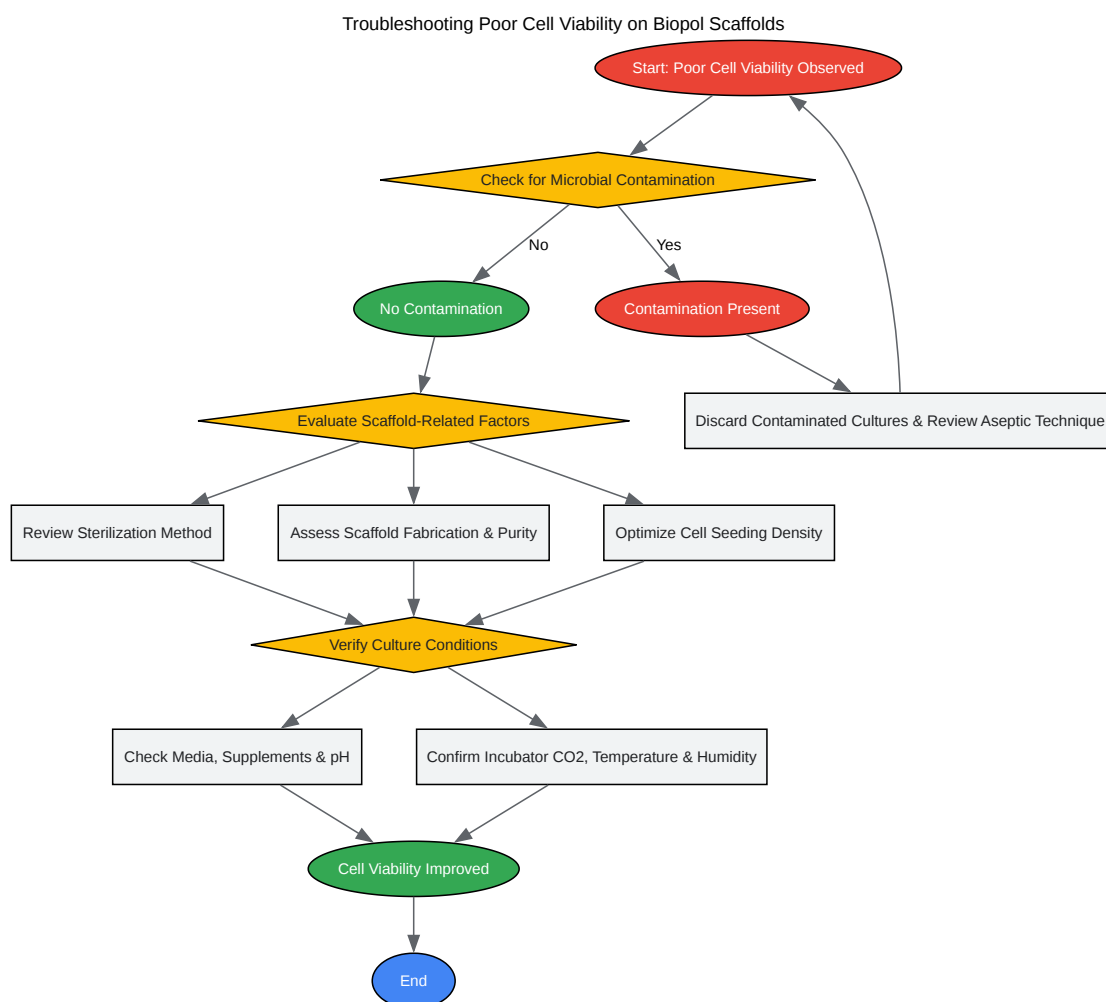 Troubleshooting Poor Cell Viability on Biopol Scaffolds
Start: Poor Cell Viability Observed
Check for Microbial Contamination
No
Yes
No Contamination
Contamination Present
Evaluate Scaffold-Related Factors
Discard Contaminated Cultures & Review Aseptic Technique
Review Sterilization Method
Assess Scaffold Fabrication & Purity
Optimize Cell Seeding Density
Verify Culture Conditions
Check Media, Supplements & pH
Confirm Incubator CO2, Temperature & Humidity
Cell Viability Improved
End